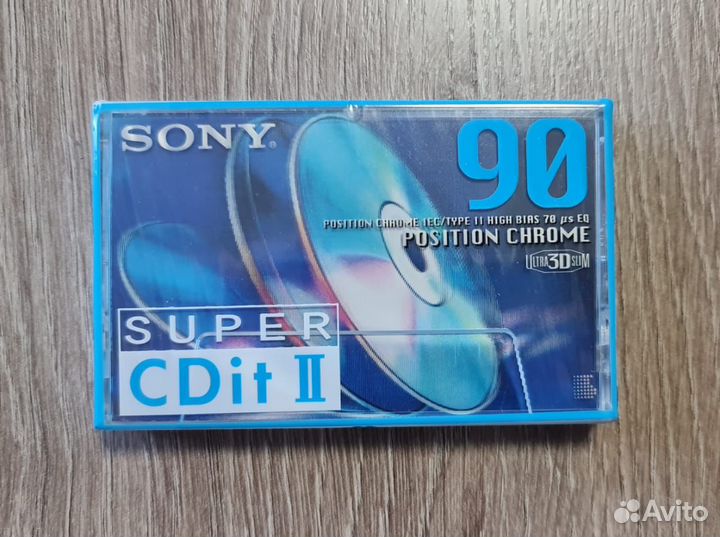 SONY
90
POSITION CHROME IEC/TYPE II HIGH BIAS 70 μs EQ
POSITION CHROME
ULTRA 3D SLIM
SUPER
CDit II
Avito